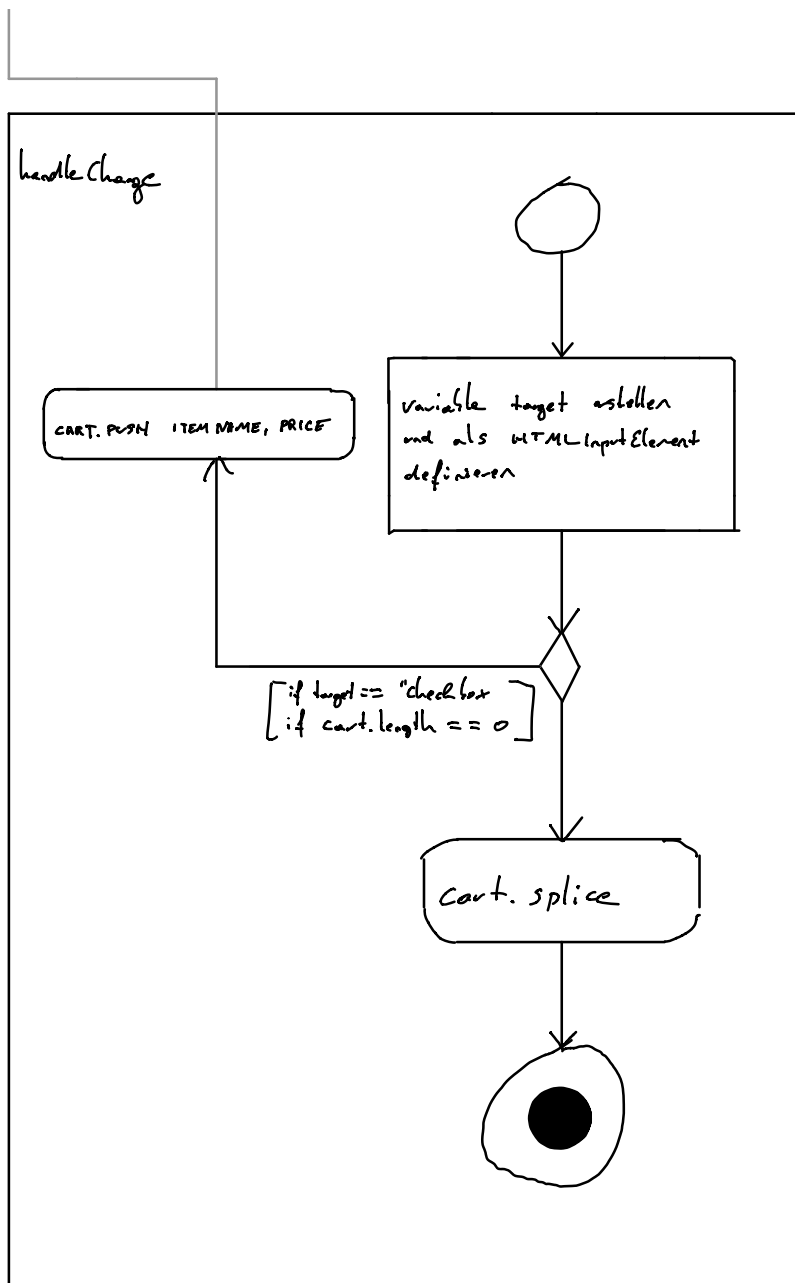 handleChange
variable target erstellen
und als HTMLInputElement
definieren
CART.PUSH ITEM NAME, PRICE
if target == "checkbox
if cart.length == 0
cart.splice